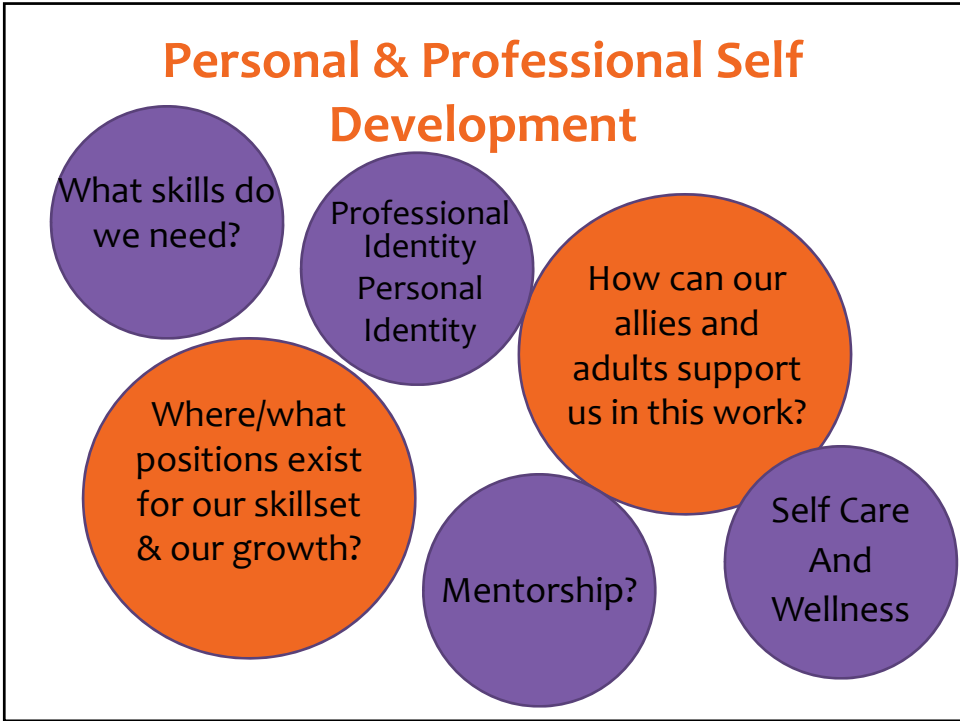 Personal & Professional Self
Development
What skills do
we need?
Professional
Identity
Personal
Identity
How can our
allies and
adults support
us in this work?
Where/what
positions exist
for our skillset
& our growth?
Mentorship?
Self Care
And
Wellness